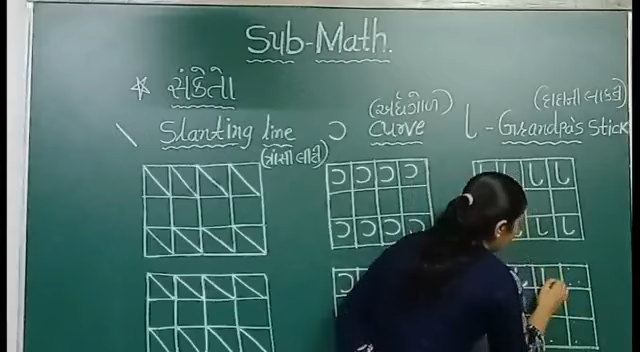 Sub-Math.
☆ સંકેતો
\ Slanting line
(ત્રાંસી લીટી)
(અર્ધગોળ)
curve
(દાદાની લાકડી)
- Grandpa's Stick